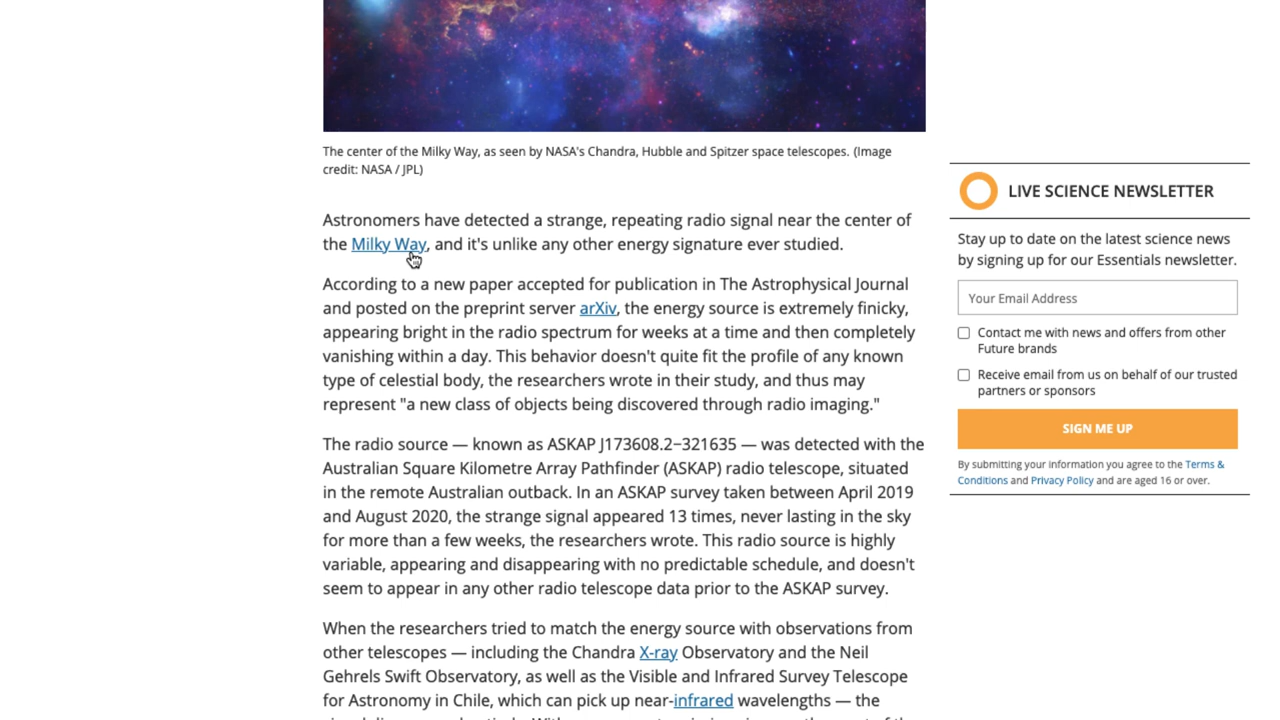 The center of the Milky Way, as seen by NASA's Chandra, Hubble and Spitzer space telescopes. (Image
credit: NASA / JPL)
Astronomers have detected a strange, repeating radio signal near the center of
the Milky Way, and it's unlike any other energy signature ever studied.
According to a new paper accepted for publication in The Astrophysical Journal
and posted on the preprint server arXiv, the energy source is extremely finicky,
appearing bright in the radio spectrum for weeks at a time and then completely
vanishing within a day. This behavior doesn't quite fit the profile of any known
type of celestial body, the researchers wrote in their study, and thus may
represent "a new class of objects being discovered through radio imaging."
The radio source — known as ASKAP J173608.2−321635 — was detected with the
Australian Square Kilometre Array Pathfinder (ASKAP) radio telescope, situated
in the remote Australian outback. In an ASKAP survey taken between April 2019
and August 2020, the strange signal appeared 13 times, never lasting in the sky
for more than a few weeks, the researchers wrote. This radio source is highly
variable, appearing and disappearing with no predictable schedule, and doesn't
seem to appear in any other radio telescope data prior to the ASKAP survey.
When the researchers tried to match the energy source with observations from
other telescopes — including the Chandra X-ray Observatory and the Neil
Gehrels Swift Observatory, as well as the Visible and Infrared Survey Telescope
for Astronomy in Chile, which can pick up near-infrared wavelengths — the
LIVE SCIENCE NEWSLETTER
Stay up to date on the latest science news
by signing up for our Essentials newsletter.
Your Email Address
Contact me with news and offers from other
Future brands
Receive email from us on behalf of our trusted
partners or sponsors
SIGN ME UP
By submitting your information you agree to the Terms &
Conditions and Privacy Policy and are aged 16 or over.